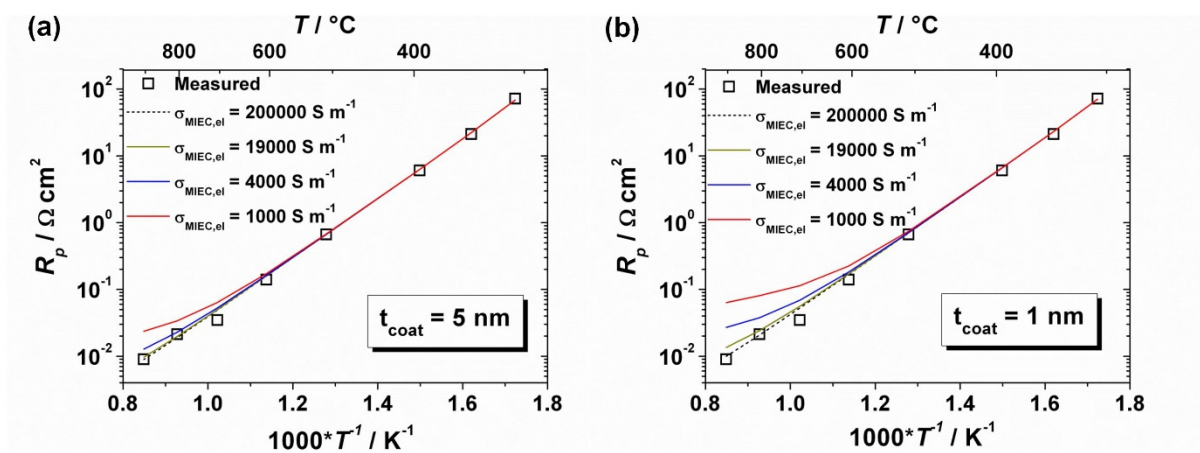 (a)
T / °C
800 600 400
10² 10¹ 10⁰ 10⁻¹ 10⁻²
Rₚ / Ω cm²
Measured
σMIEC,el = 200000 S m⁻¹
σMIEC,el = 19000 S m⁻¹
σMIEC,el = 4000 S m⁻¹
σMIEC,el = 1000 S m⁻¹
tcoat = 5 nm
0.8 1.0 1.2 1.4 1.6 1.8
1000*T⁻¹ / K⁻¹
(b)
T / °C
800 600 400
10² 10¹ 10⁰ 10⁻¹ 10⁻²
Rₚ / Ω cm²
Measured
σMIEC,el = 200000 S m⁻¹
σMIEC,el = 19000 S m⁻¹
σMIEC,el = 4000 S m⁻¹
σMIEC,el = 1000 S m⁻¹
tcoat = 1 nm
0.8 1.0 1.2 1.4 1.6 1.8
1000*T⁻¹ / K⁻¹